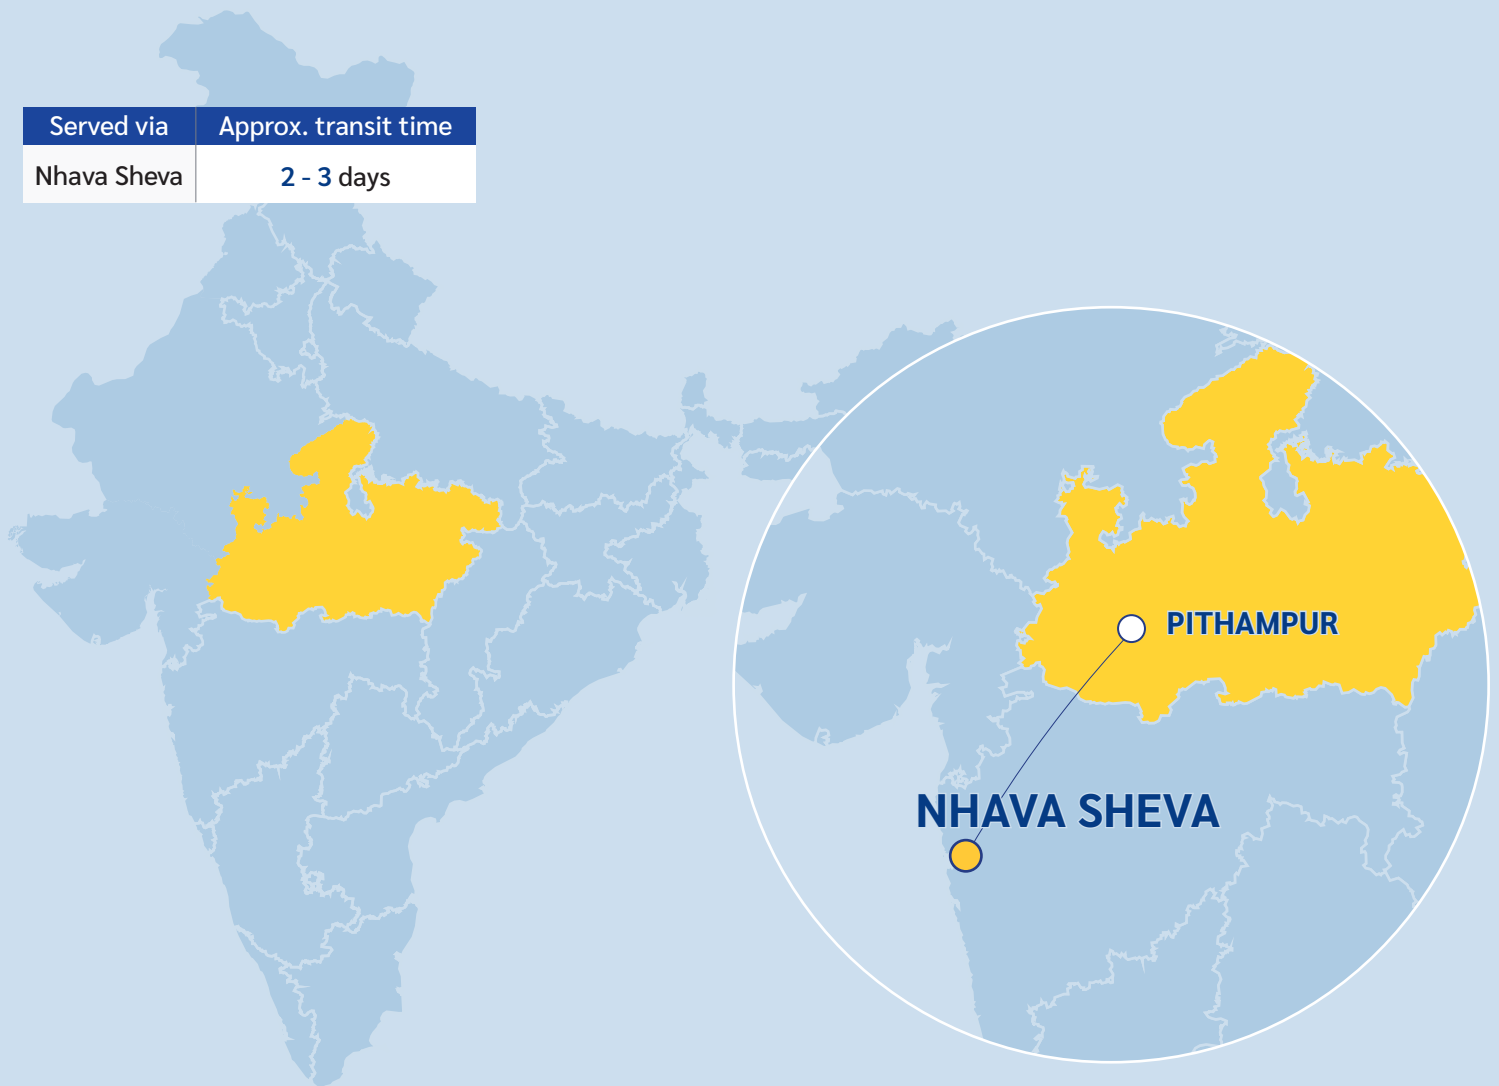 Served via Approx. transit time
Nhava Sheva 2 - 3 days
PITHAMPUR
NHAVA SHEVA